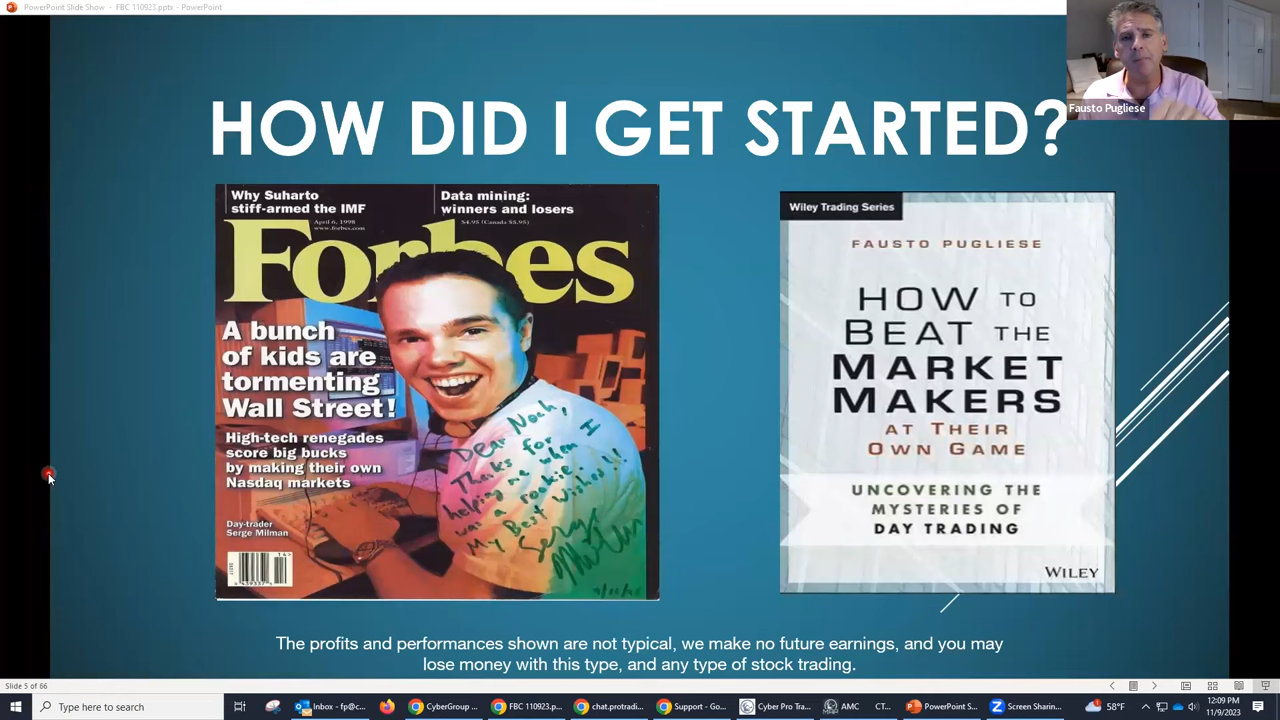 PowerPoint Slide Show - FBC 110923.pptx - PowerPoint
Fausto Pugliese
HOW DID I GET STARTED?
Why Suharto
stiff-armed the IMF
Data mining:
winners and losers
April 6, 1998
www.forbes.com
$4.95 (Canada $5.95)
Forbes
A bunch
of kids are
tormenting
Wall Street!
High-tech renegades
score big bucks
by making their own
Nasdaq markets
Day-trader
Serge Milman
Dear Noah,
Thanks for
helping me when I
was a rookie.
My Best wishes!!
Wiley Trading Series
FAUSTO PUGLIESE
HOW TO
BEAT THE
MARKET
MAKERS
AT THEIR
OWN GAME
UNCOVERING THE
MYSTERIES OF
DAY TRADING
WILEY
The profits and performances shown are not typical, we make no future earnings, and you may
lose money with this type, and any type of stock trading.
Slide 5 of 66
Type here to search
Inbox - fp@c...
CyberGroup ...
FBC 110923.p...
chat.protradi...
Support - Go...
Cyber Pro Tra...
AMC CT...
PowerPoint S...
Screen Sharin...
58°F
12:09 PM
11/9/2023